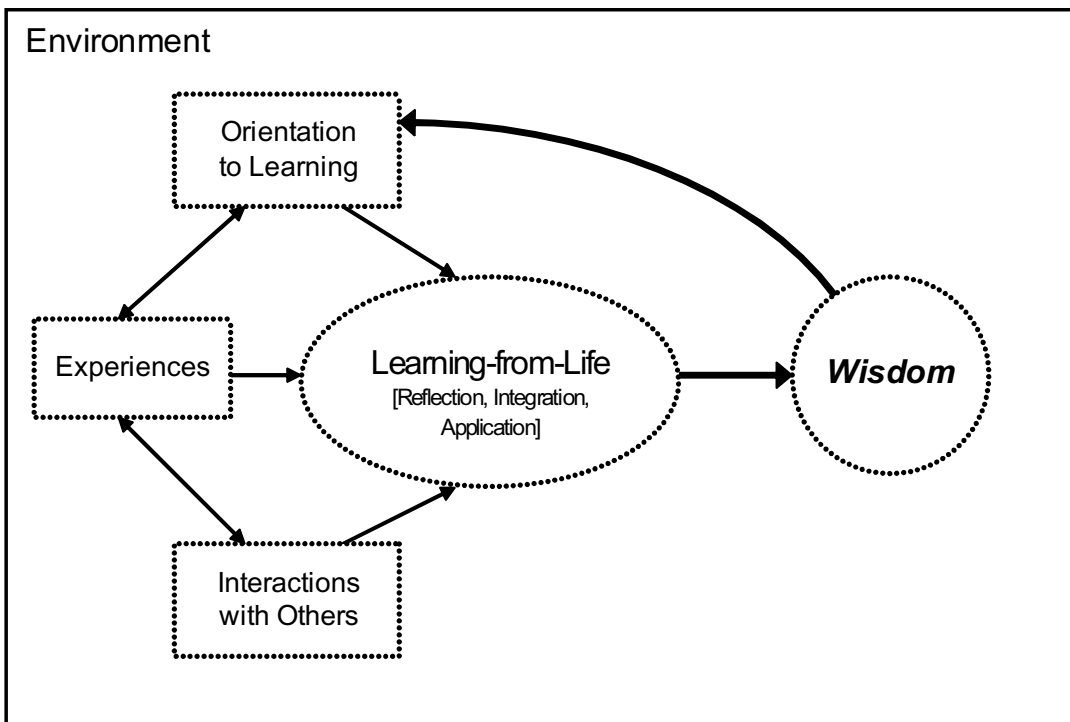 Environment
Orientation
to Learning
Experiences
Learning-from-Life
[Reflection, Integration,
Application]
Wisdom
Interactions
with Others